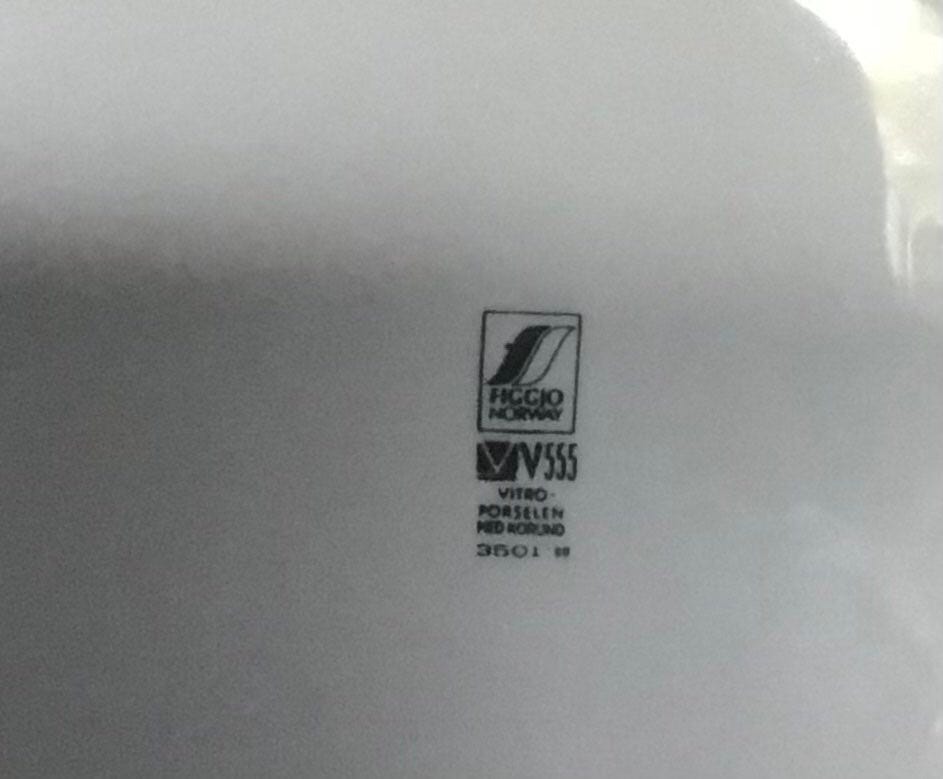 FIGGJO
NORWAY
V V555
VITRO-
PORSELEN
MED KORUND
3501